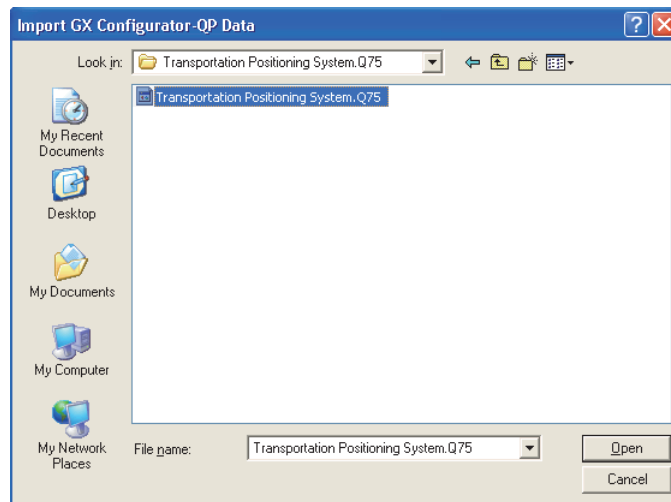 Import GX Configurator-QP Data
Look in: Transportation Positioning System.Q75
Transportation Positioning System.Q75
My Recent
Documents
Desktop
My Documents
My Computer
My Network
Places
File name: Transportation Positioning System.Q75 Open
Cancel